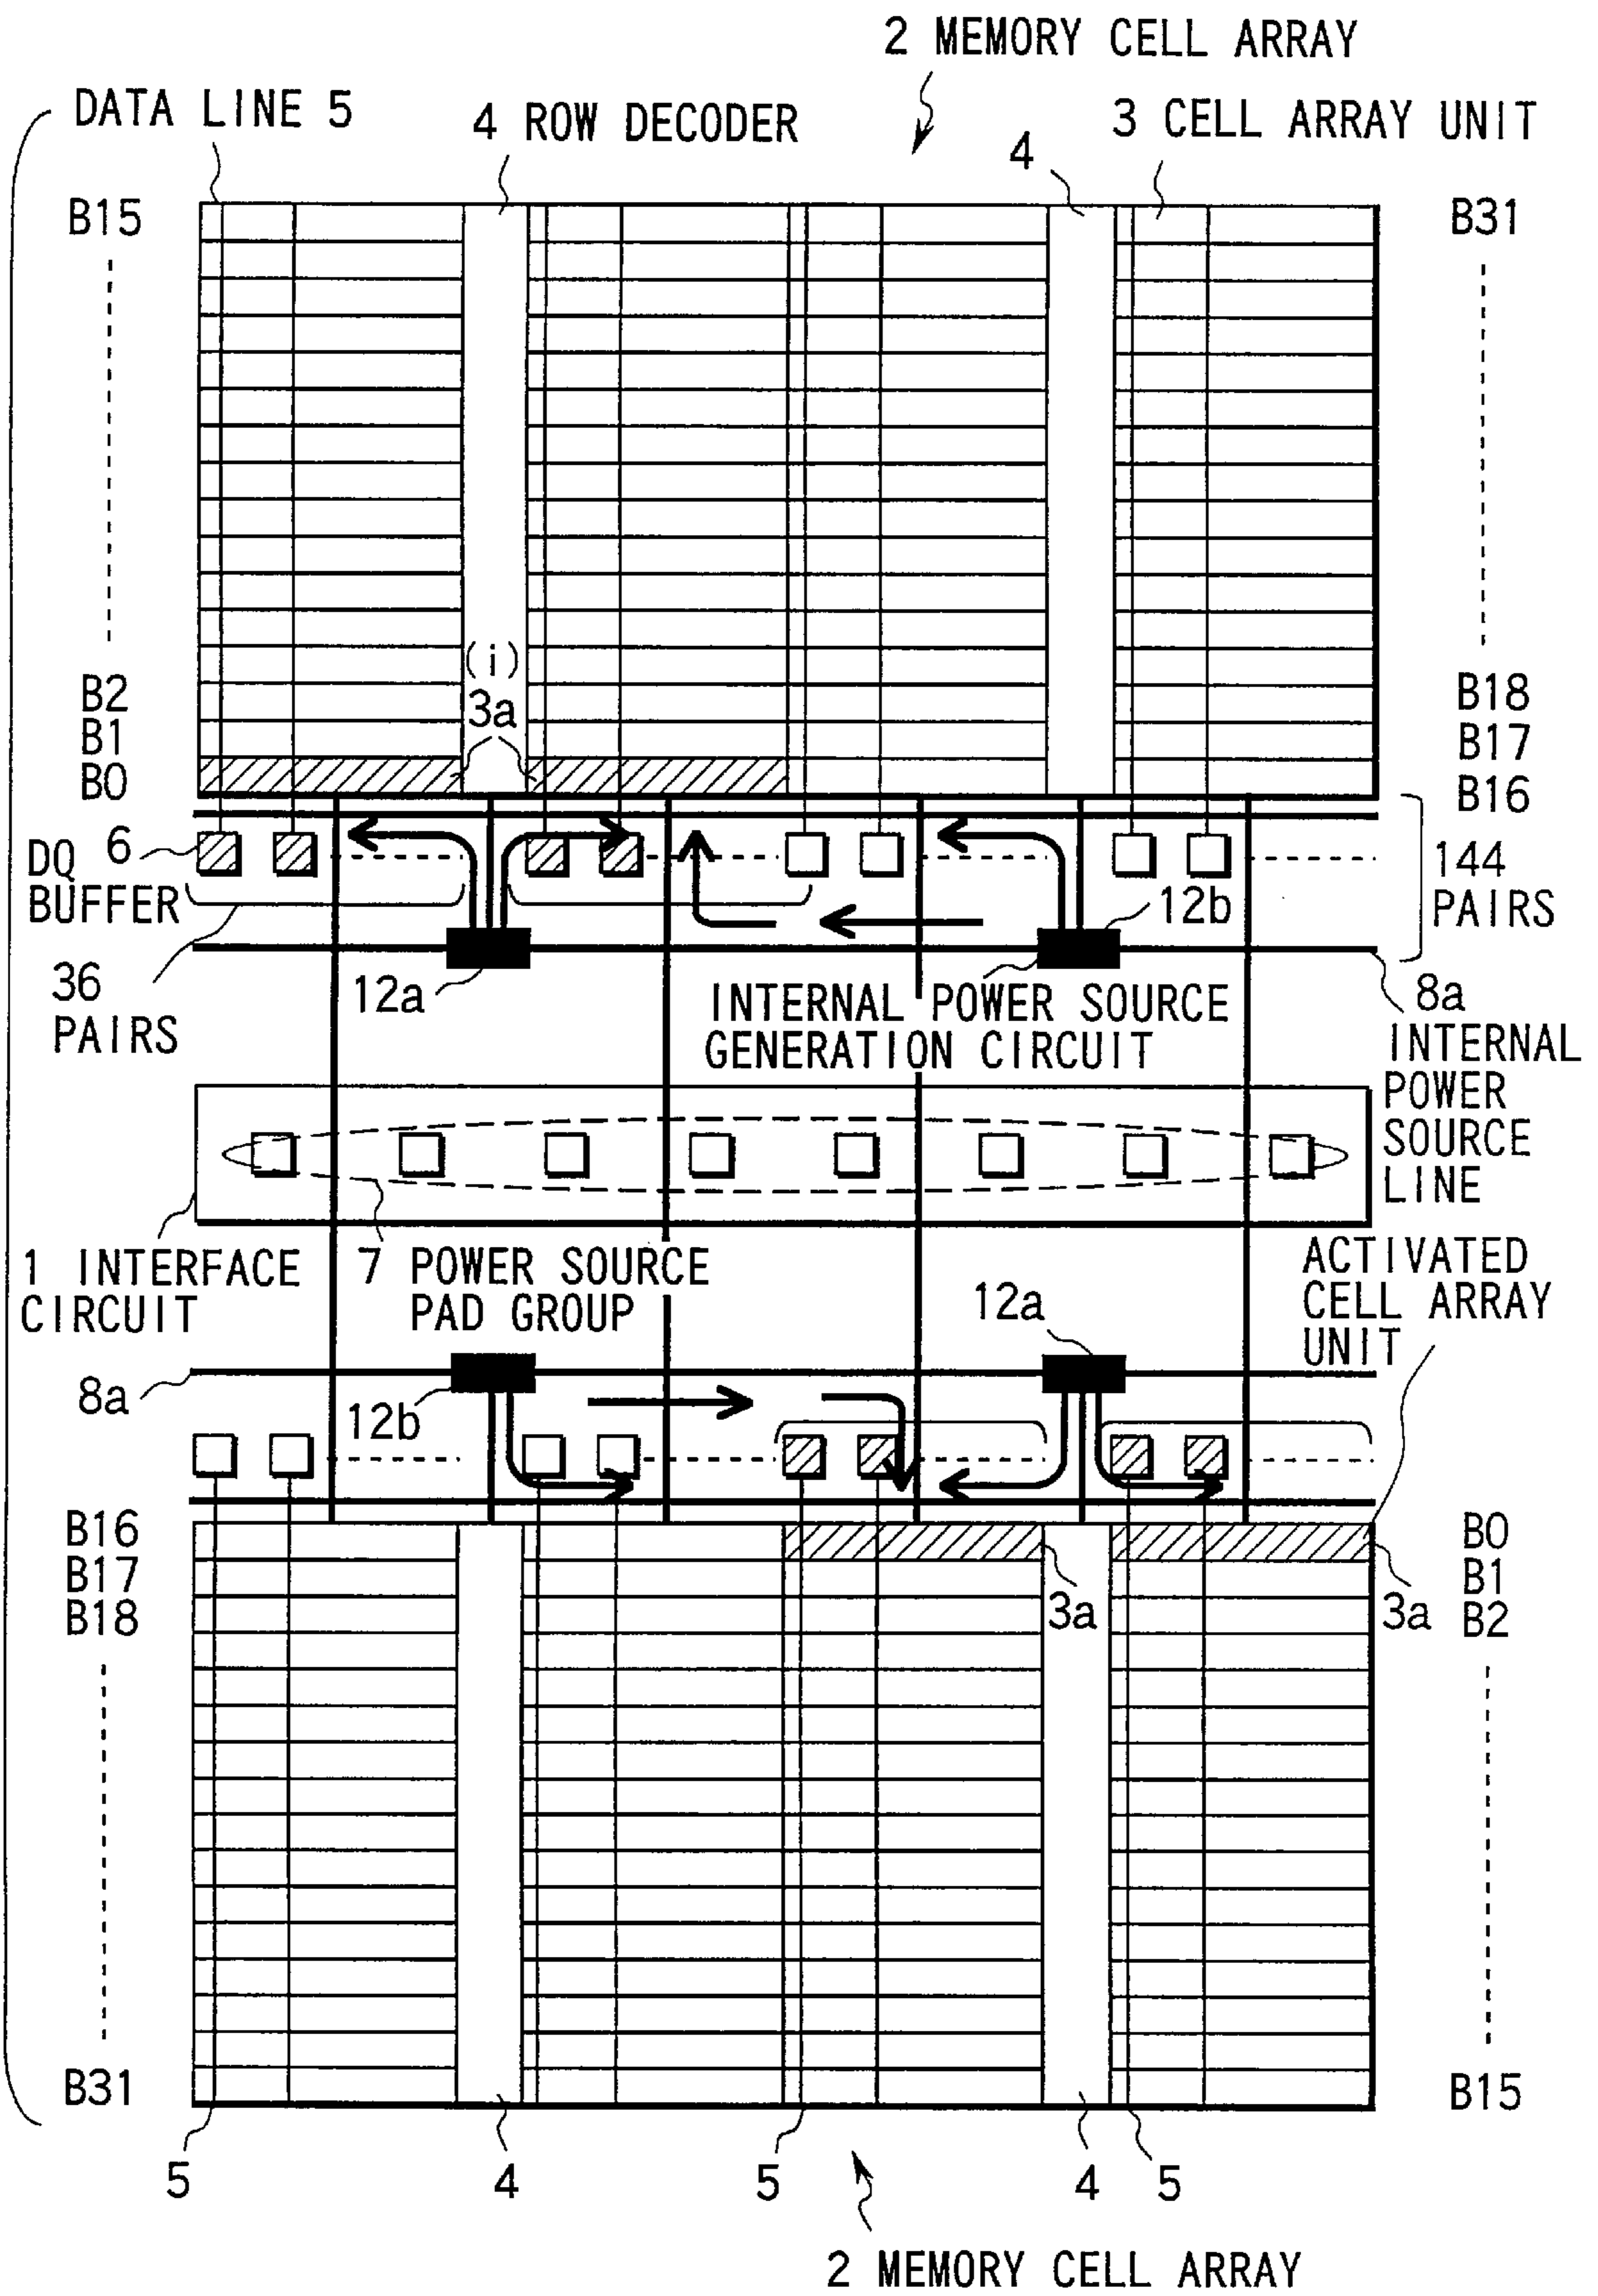 2 MEMORY CELL ARRAY
DATA LINE 5
4 ROW DECODER
4
3 CELL ARRAY UNIT
B15
B31
(i)
3a
B2
B1
B0
B18
B17
B16
6
DQ
BUFFER
36
PAIRS
12a
12b
144
PAIRS
INTERNAL POWER SOURCE
GENERATION CIRCUIT
8a
INTERNAL
POWER
SOURCE
LINE
1 INTERFACE
CIRCUIT
7 POWER SOURCE
PAD GROUP
12a
ACTIVATED
CELL ARRAY
UNIT
8a
12b
B16
B17
B18
B0
B1
B2
3a
3a
B31
B15
5
4
5
4
5
2 MEMORY CELL ARRAY